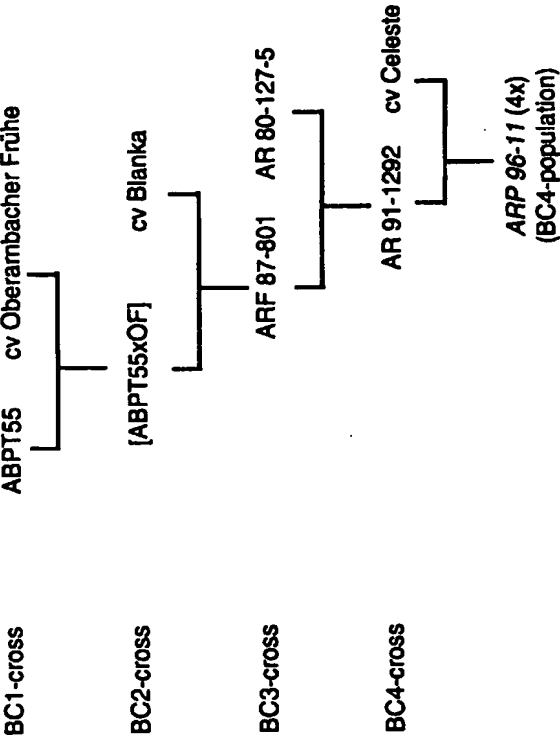 BC1-cross ABPT55 cv Oberambacher Frühe
BC2-cross [ABPT55xOF] cv Blanka
BC3-cross ARF 87-801 AR 80-127-5
BC4-cross AR 91-1292 cv Celeste
ARP 96-11 (4x)
(BC4-population)